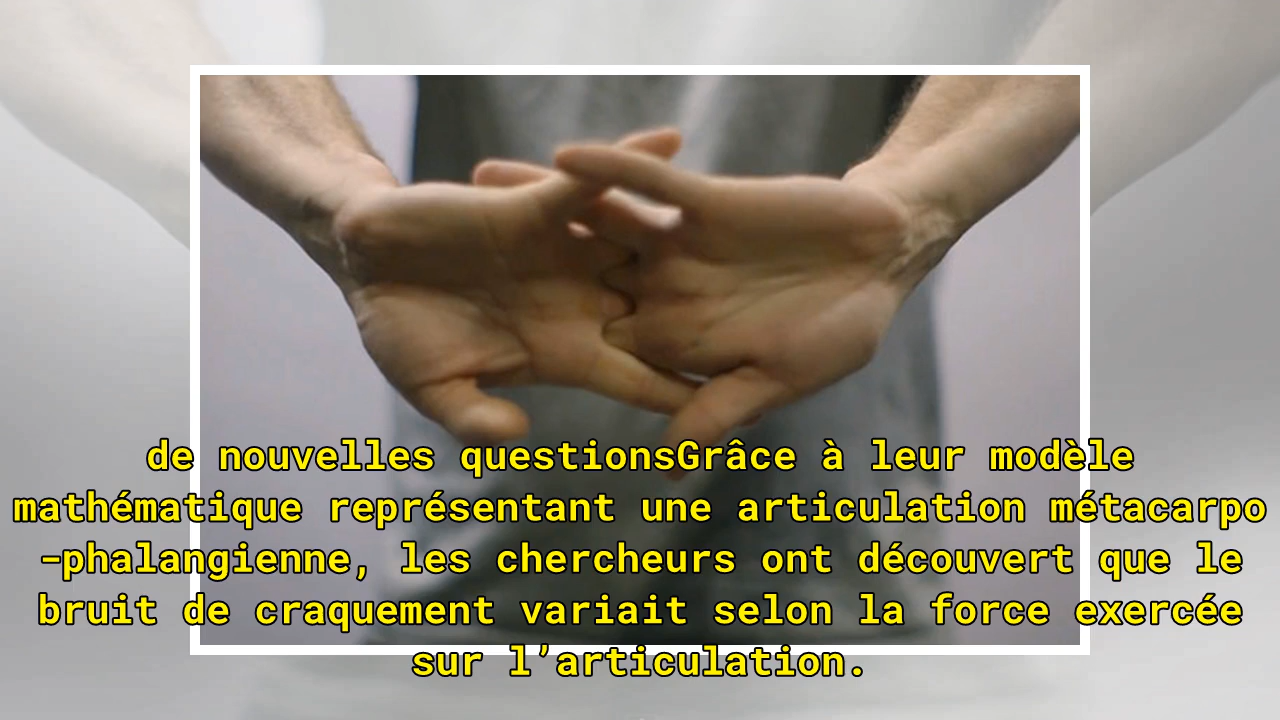 de nouvelles questionsGrâce à leur modèle
mathématique représentant une articulation métacarpo
-phalangienne, les chercheurs ont découvert que le
bruit de craquement variait selon la force exercée
sur l’articulation.